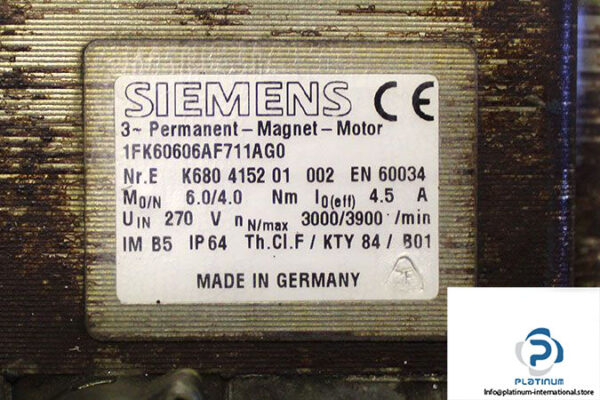 SIEMENS CE
3~ Permanent-Magnet-Motor
1FK60606AF711AG0
Nr.E K680 4152 01 002 EN 60034
M0/N 6.0/4.0 Nm I0(eff) 4.5 A
UIN 270 V nN/max 3000/3900 /min
IM B5 IP64 Th.Cl.F / KTY 84 / B01
MADE IN GERMANY
PLATINUM
Info@platinum-international.store